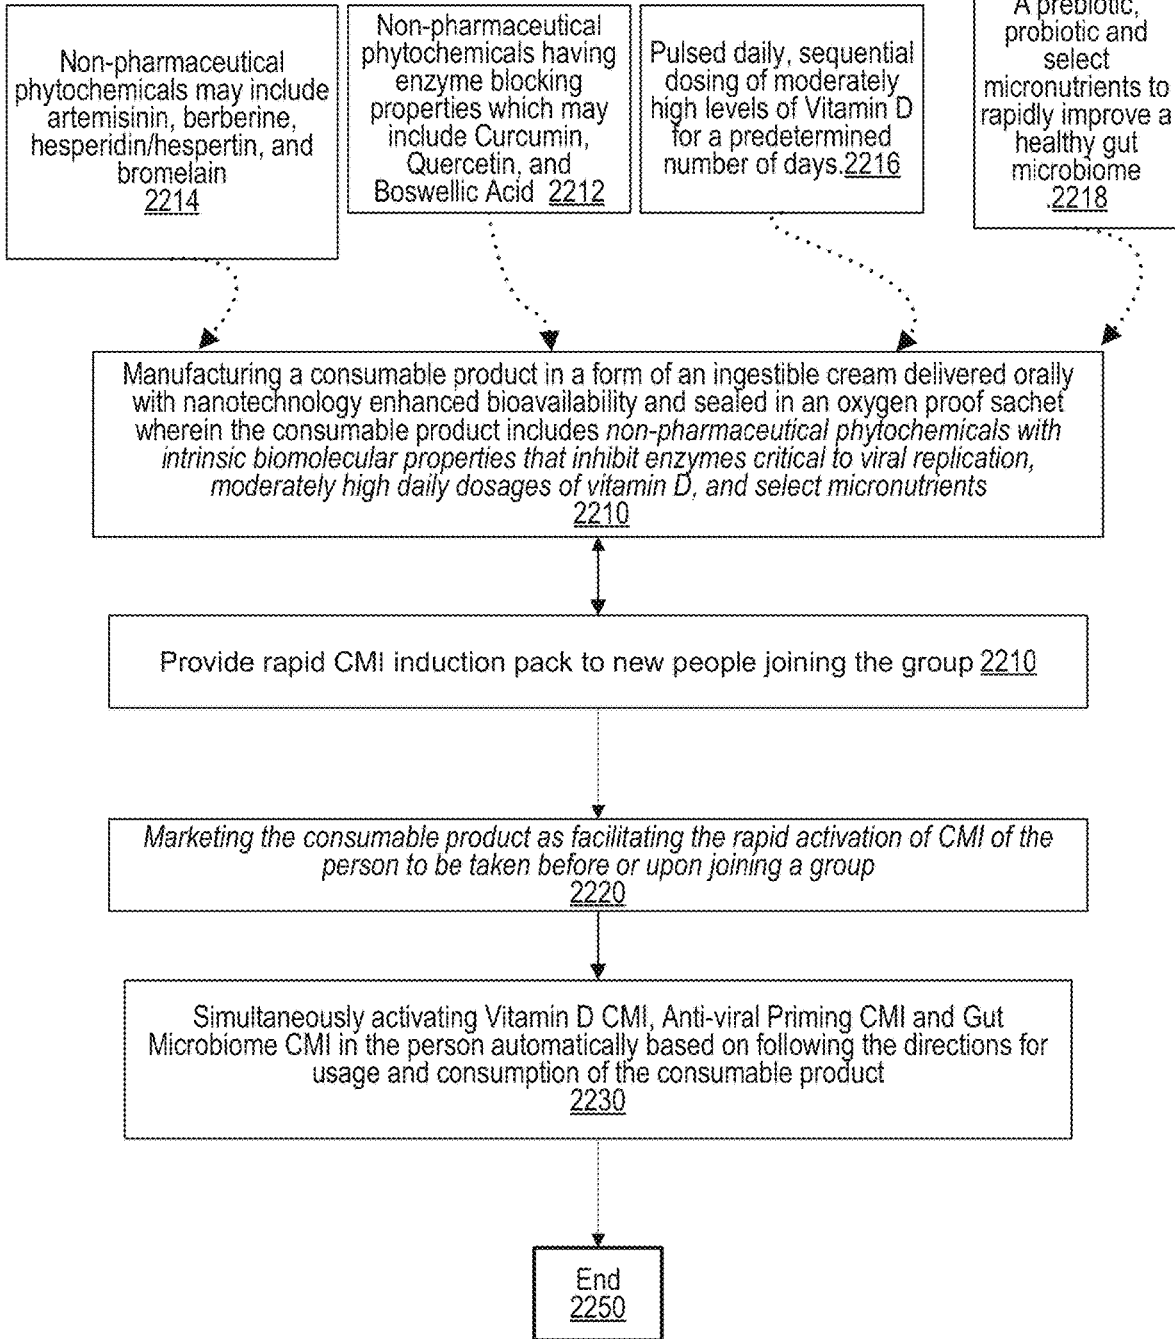 Non-pharmaceutical
phytochemicals may include
artemisinin, berberine,
hesperidin/hespertin, and
bromelain
2214
Non-pharmaceutical
phytochemicals having
enzyme blocking
properties which may
include Curcumin,
Quercetin, and
Boswellic Acid 2212
Pulsed daily, sequential
dosing of moderately
high levels of Vitamin D
for a predetermined
number of days.2216
A prebiotic,
probiotic and
select
micronutrients to
rapidly improve a
healthy gut
microbiome
.2218
Manufacturing a consumable product in a form of an ingestible cream delivered orally
with nanotechnology enhanced bioavailability and sealed in an oxygen proof sachet
wherein the consumable product includes non-pharmaceutical phytochemicals with
intrinsic biomolecular properties that inhibit enzymes critical to viral replication,
moderately high daily dosages of vitamin D, and select micronutrients
2210
Provide rapid CMI induction pack to new people joining the group 2210
Marketing the consumable product as facilitating the rapid activation of CMI of the
person to be taken before or upon joining a group
2220
Simultaneously activating Vitamin D CMI, Anti-viral Priming CMI and Gut
Microbiome CMI in the person automatically based on following the directions for
usage and consumption of the consumable product
2230
End
2250